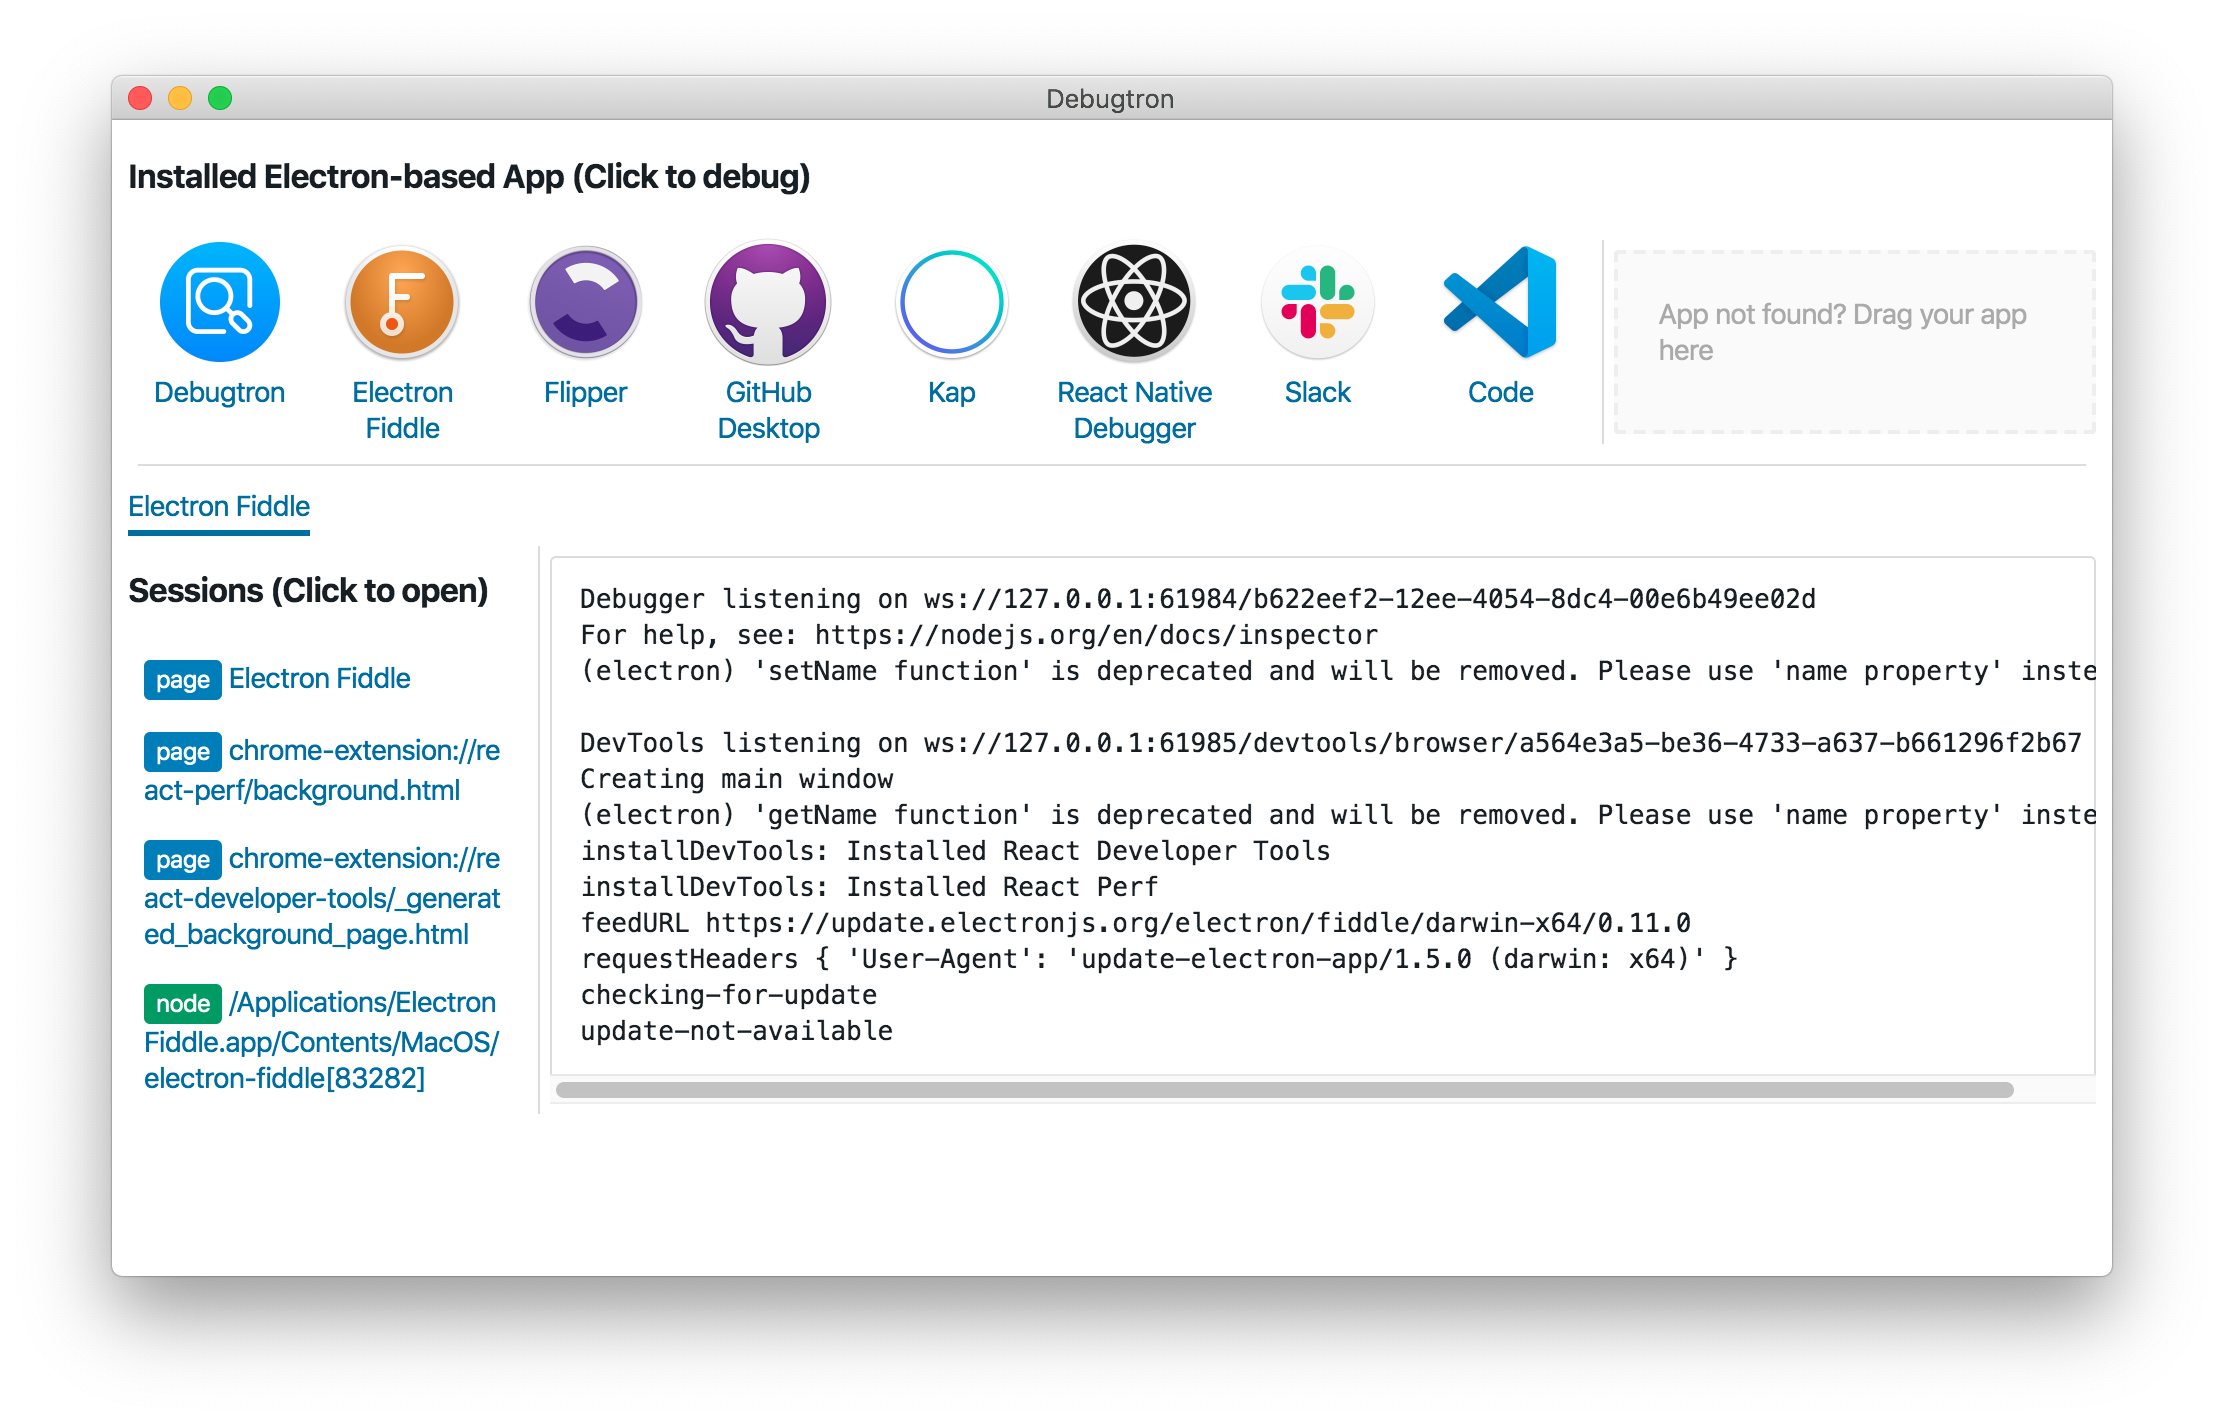 Debugtron
Installed Electron-based App (Click to debug)
Debugtron
Electron
Fiddle
Flipper
GitHub
Desktop
Kap
React Native
Debugger
Slack
Code
App not found? Drag your app
here
Electron Fiddle
Sessions (Click to open)
page Electron Fiddle
page chrome-extension://re
act-perf/background.html
page chrome-extension://re
act-developer-tools/_generat
ed_background_page.html
node /Applications/Electron
Fiddle.app/Contents/MacOS/
electron-fiddle[83282]
Debugger listening on ws://127.0.0.1:61984/b622eef2-12ee-4054-8dc4-00e6b49ee02d
For help, see: https://nodejs.org/en/docs/inspector
(electron) 'setName function' is deprecated and will be removed. Please use 'name property' inste
DevTools listening on ws://127.0.0.1:61985/devtools/browser/a564e3a5-be36-4733-a637-b661296f2b67
Creating main window
(electron) 'getName function' is deprecated and will be removed. Please use 'name property' inste
installDevTools: Installed React Developer Tools
installDevTools: Installed React Perf
feedURL https://update.electronjs.org/electron/fiddle/darwin-x64/0.11.0
requestHeaders { 'User-Agent': 'update-electron-app/1.5.0 (darwin: x64)' }
checking-for-update
update-not-available